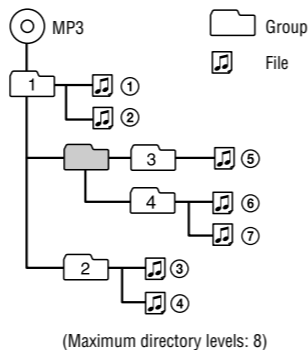 MP3
Group
File
1 ①
②
3 ⑤
4 ⑥
⑦
2 ③
④
(Maximum directory levels: 8)